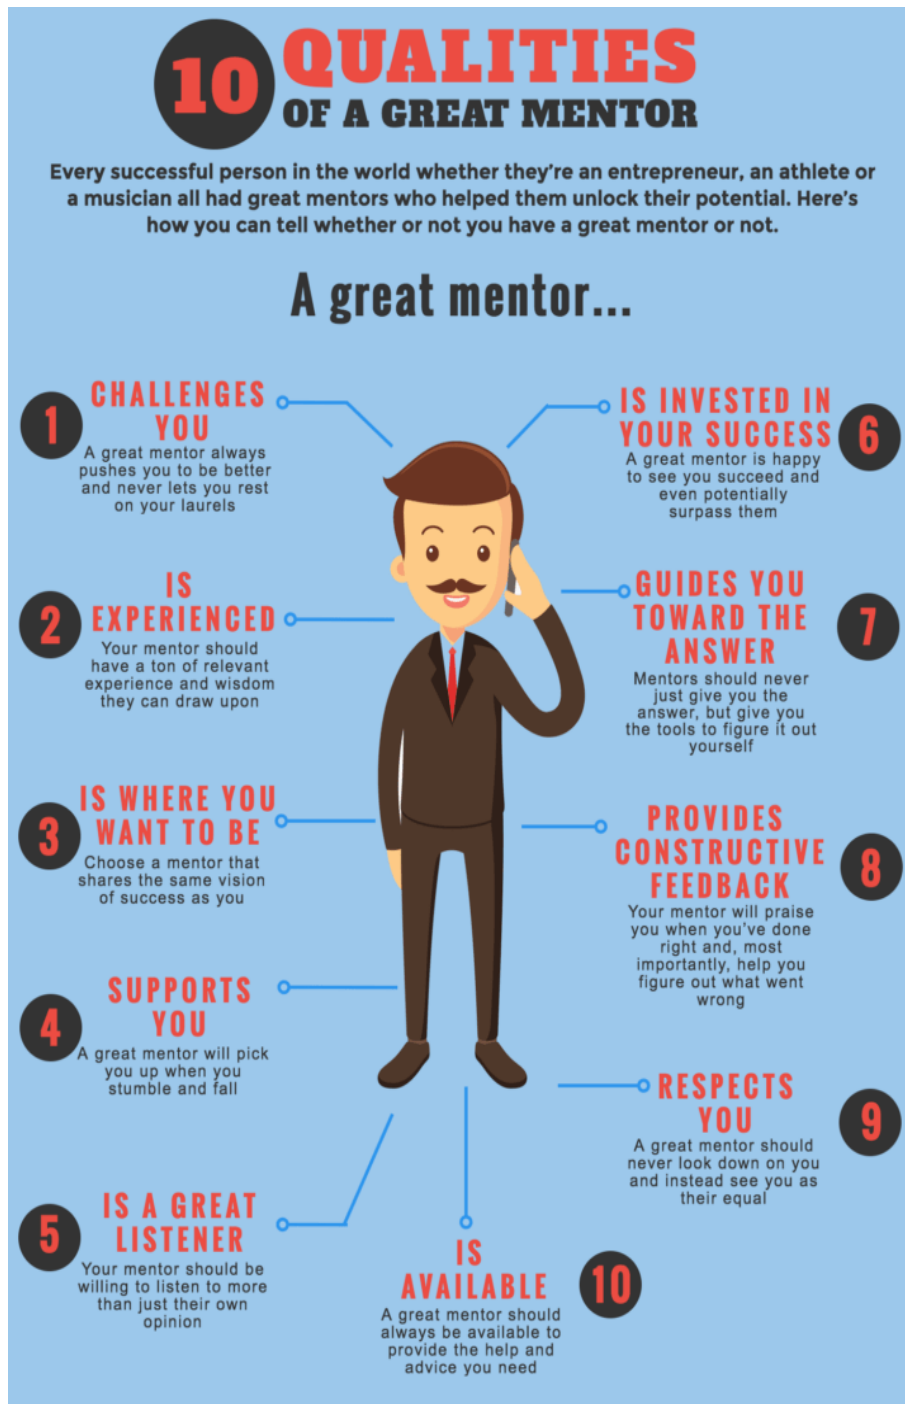 10 QUALITIES
OF A GREAT MENTOR
Every successful person in the world whether they're an entrepreneur, an athlete or
a musician all had great mentors who helped them unlock their potential. Here's
how you can tell whether or not you have a great mentor or not.
A great mentor...
1
CHALLENGES
YOU
A great mentor always
pushes you to be better
and never lets you rest
on your laurels
2
IS
EXPERIENCED
Your mentor should
have a ton of relevant
experience and wisdom
they can draw upon
3
IS WHERE YOU
WANT TO BE
Choose a mentor that
shares the same vision
of success as you
4
SUPPORTS
YOU
A great mentor will pick
you up when you
stumble and fall
5
IS A GREAT
LISTENER
Your mentor should be
willing to listen to more
than just their own
opinion
6
IS INVESTED IN
YOUR SUCCESS
A great mentor is happy
to see you succeed and
even potentially
surpass them
7
GUIDES YOU
TOWARD THE
ANSWER
Mentors should never
just give you the
answer, but give you
the tools to figure it out
yourself
8
PROVIDES
CONSTRUCTIVE
FEEDBACK
Your mentor will praise
you when you've done
right and, most
importantly, help you
figure out what went
wrong
9
RESPECTS
YOU
A great mentor should
never look down on you
and instead see you as
their equal
10
IS
AVAILABLE
A great mentor should
always be available to
provide the help and
advice you need